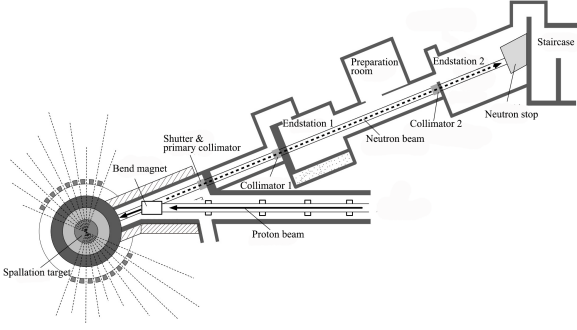 Staircase
Preparation
room
Endstation 2
Neutron stop
Endstation 1
Collimator 2
Neutron beam
Shutter &
primary collimator
Bend magnet
Collimator 1
Proton beam
Spallation target